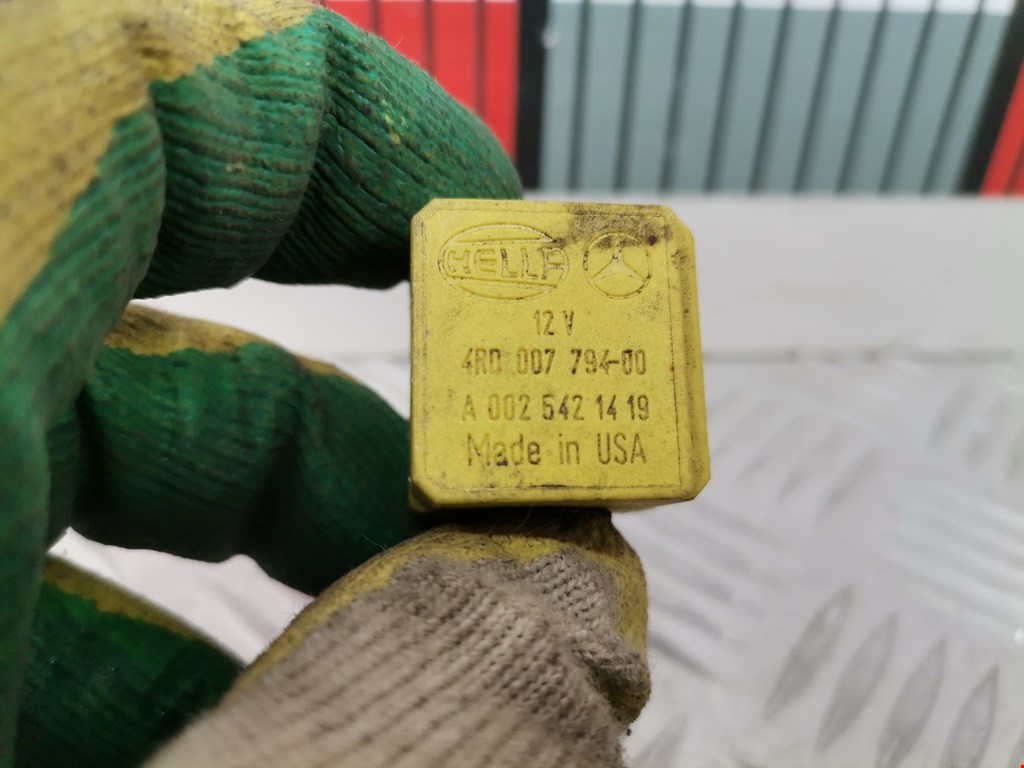 HELLA
12 V
4RD 007 794-00
A 002 542 14 19
Made in USA